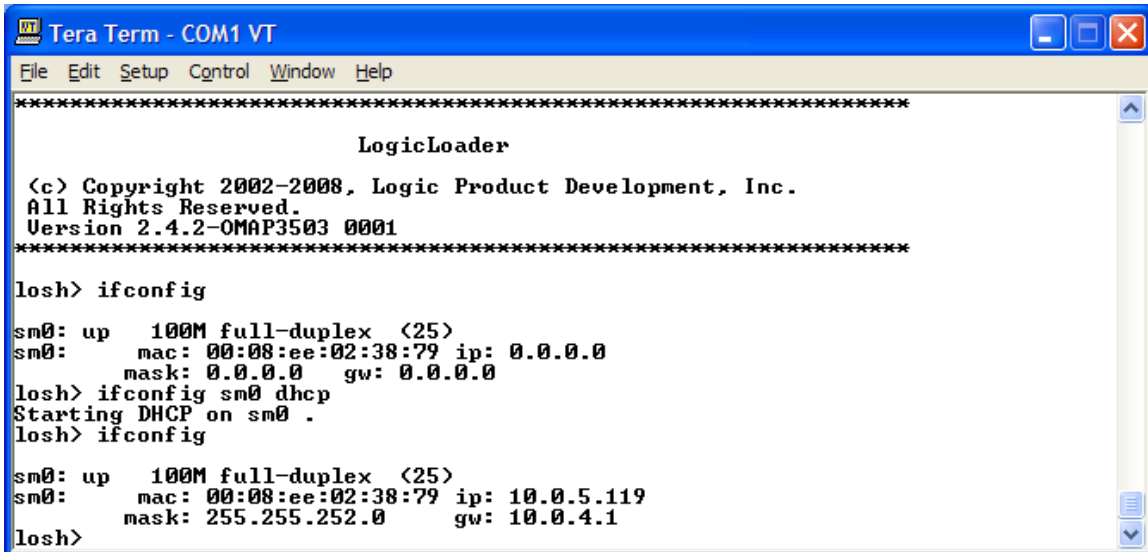 Tera Term - COM1 VT
File Edit Setup Control Window Help
*****************************************************************
LogicLoader
(c) Copyright 2002-2008, Logic Product Development, Inc.
All Rights Reserved.
Version 2.4.2-OMAP3503 0001
*****************************************************************
losh> ifconfig
sm0: up 100M full-duplex (25)
sm0: mac: 00:08:ee:02:38:79 ip: 0.0.0.0
mask: 0.0.0.0 gw: 0.0.0.0
losh> ifconfig sm0 dhcp
Starting DHCP on sm0 .
losh> ifconfig
sm0: up 100M full-duplex (25)
sm0: mac: 00:08:ee:02:38:79 ip: 10.0.5.119
mask: 255.255.252.0 gw: 10.0.4.1
losh>